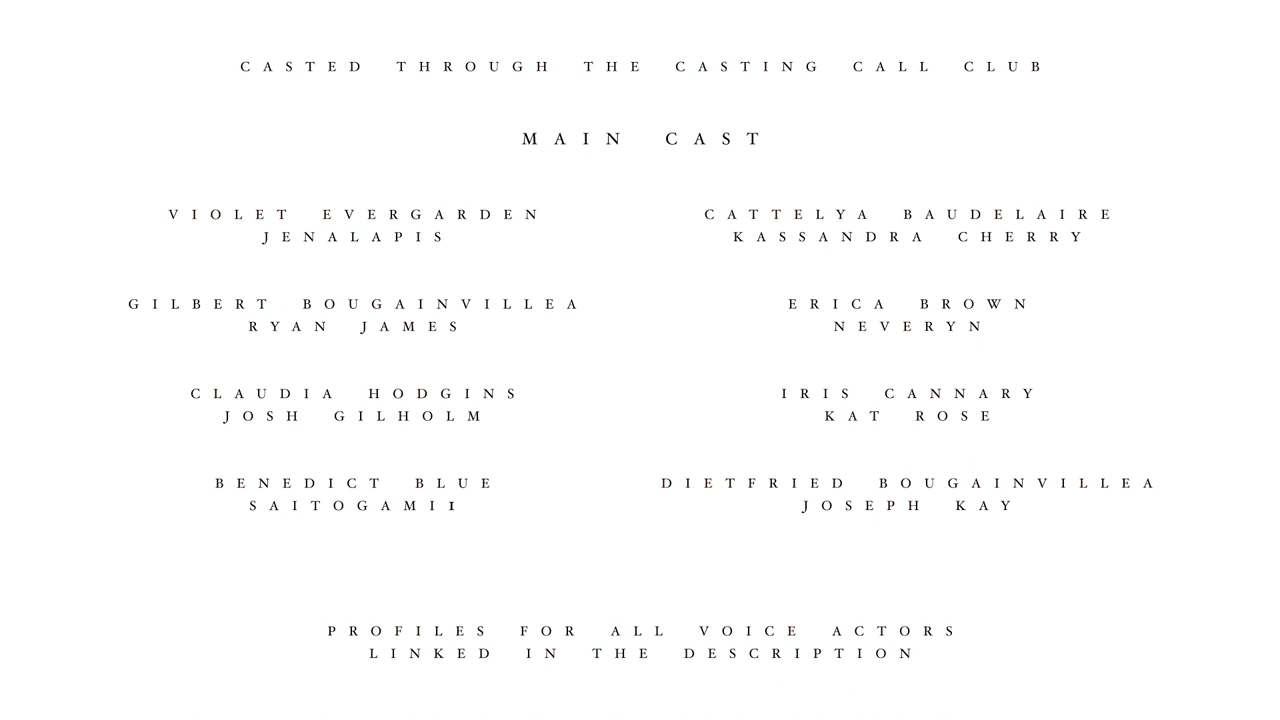 CASTED THROUGH THE CASTING CALL CLUB
MAIN CAST
VIOLET EVERGARDEN
JENALAPIS
CATTELYA BAUDELAIRE
KASSANDRA CHERRY
GILBERT BOUGAINVILLEA
RYAN JAMES
ERICA BROWN
NEVERYN
CLAUDIA HODGINS
JOSH GILHOLM
IRIS CANNARY
KAT ROSE
BENEDICT BLUE
SAITOGAMI1
DIETFRIED BOUGAINVILLEA
JOSEPH KAY
PROFILES FOR ALL VOICE ACTORS
LINKED IN THE DESCRIPTION